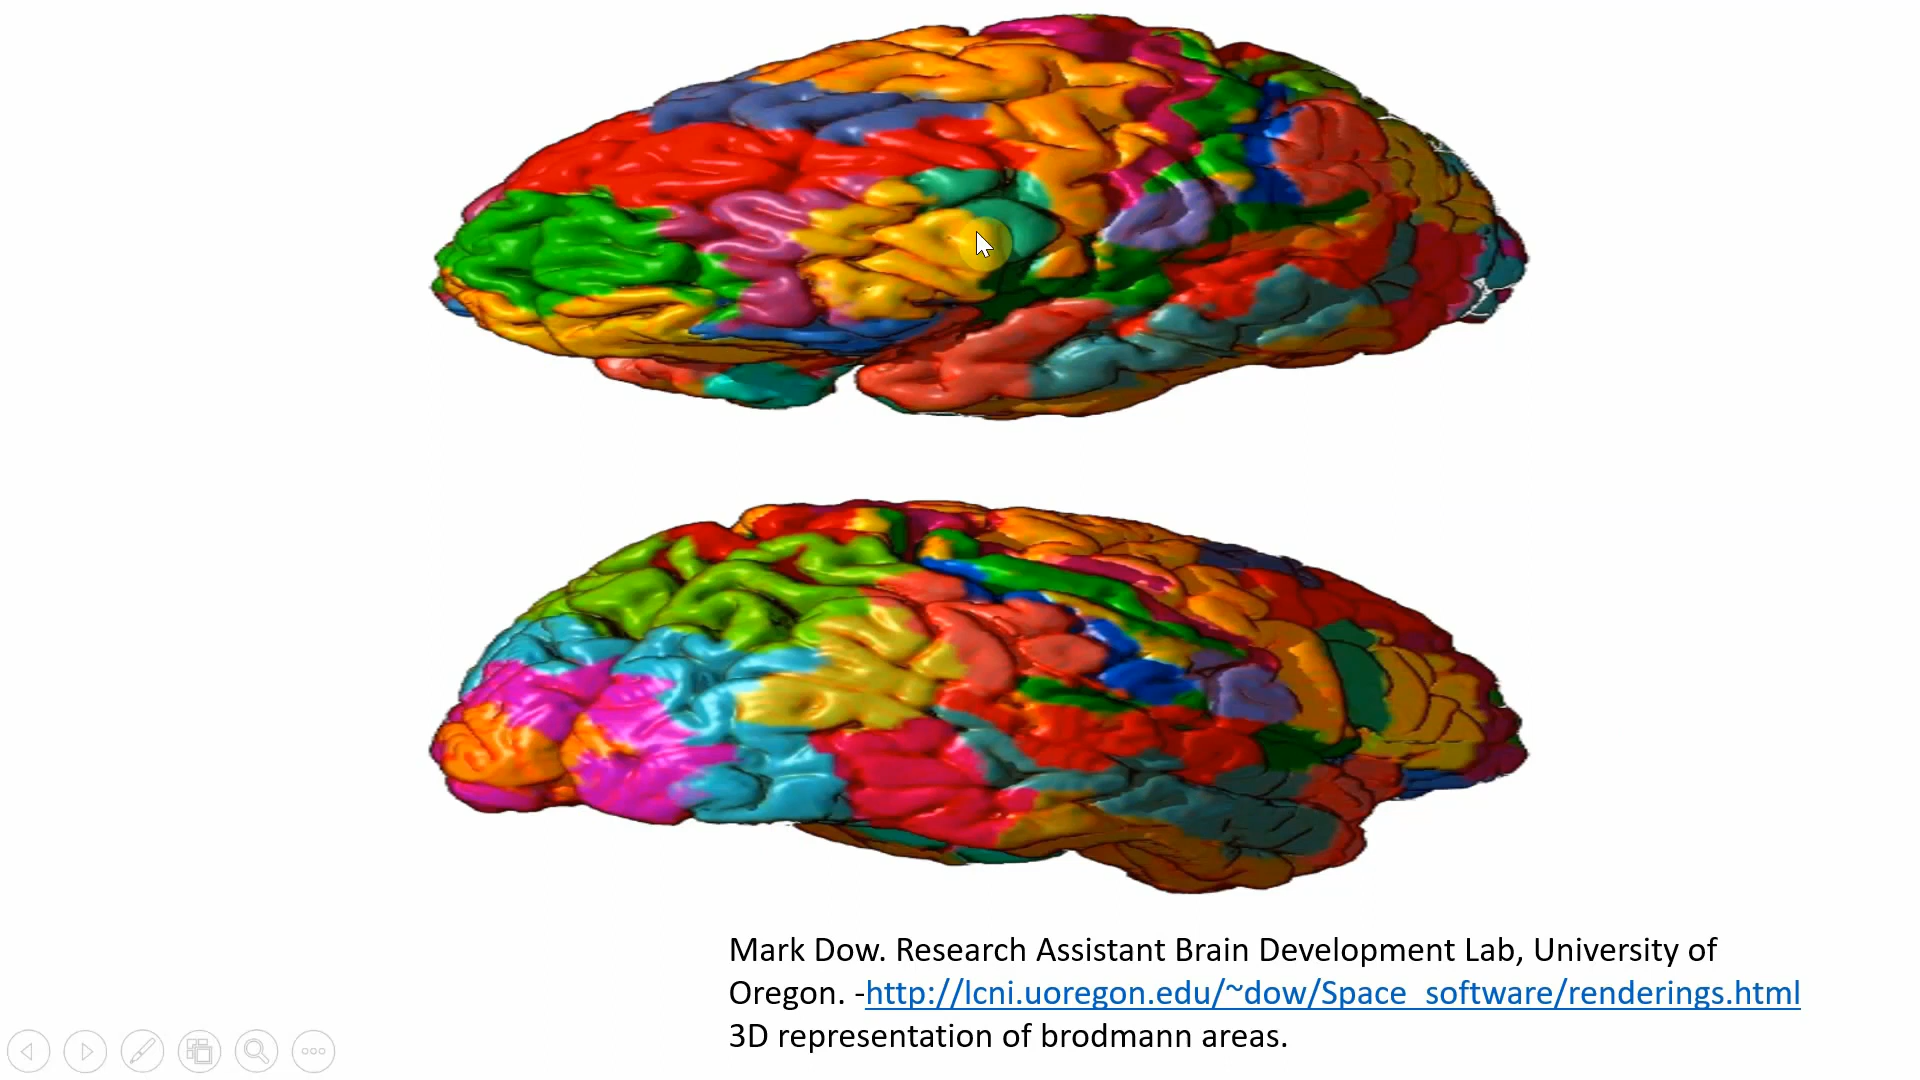 Mark Dow. Research Assistant Brain Development Lab, University of
Oregon. -http://lcni.uoregon.edu/~dow/Space_software/renderings.html
3D representation of brodmann areas.